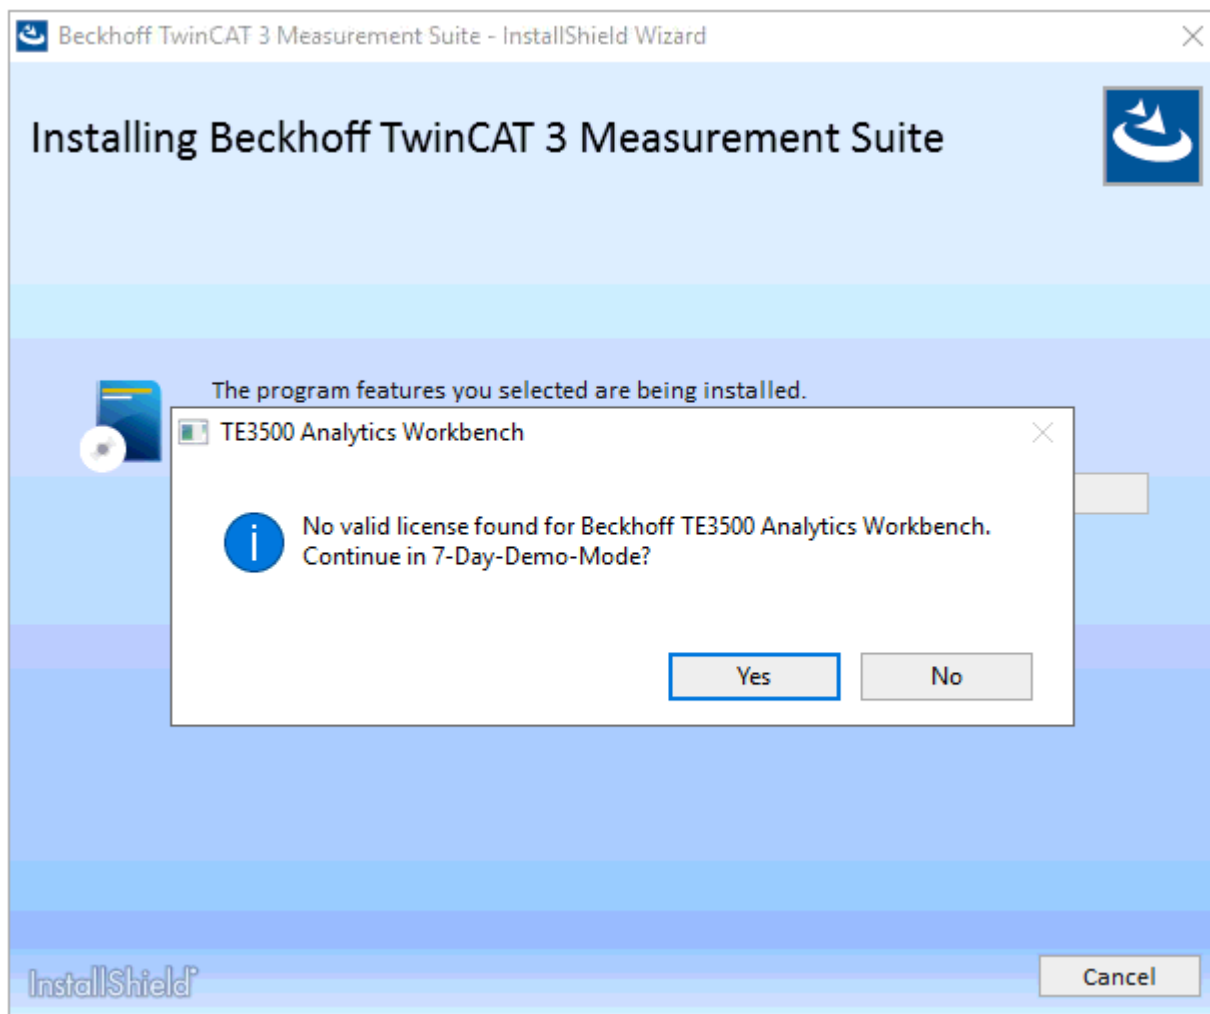 Beckhoff TwinCAT 3 Measurement Suite - InstallShield Wizard
Installing Beckhoff TwinCAT 3 Measurement Suite
The program features you selected are being installed.
TE3500 Analytics Workbench
No valid license found for Beckhoff TE3500 Analytics Workbench.
Continue in 7-Day-Demo-Mode?
Yes
No
InstallShield
Cancel